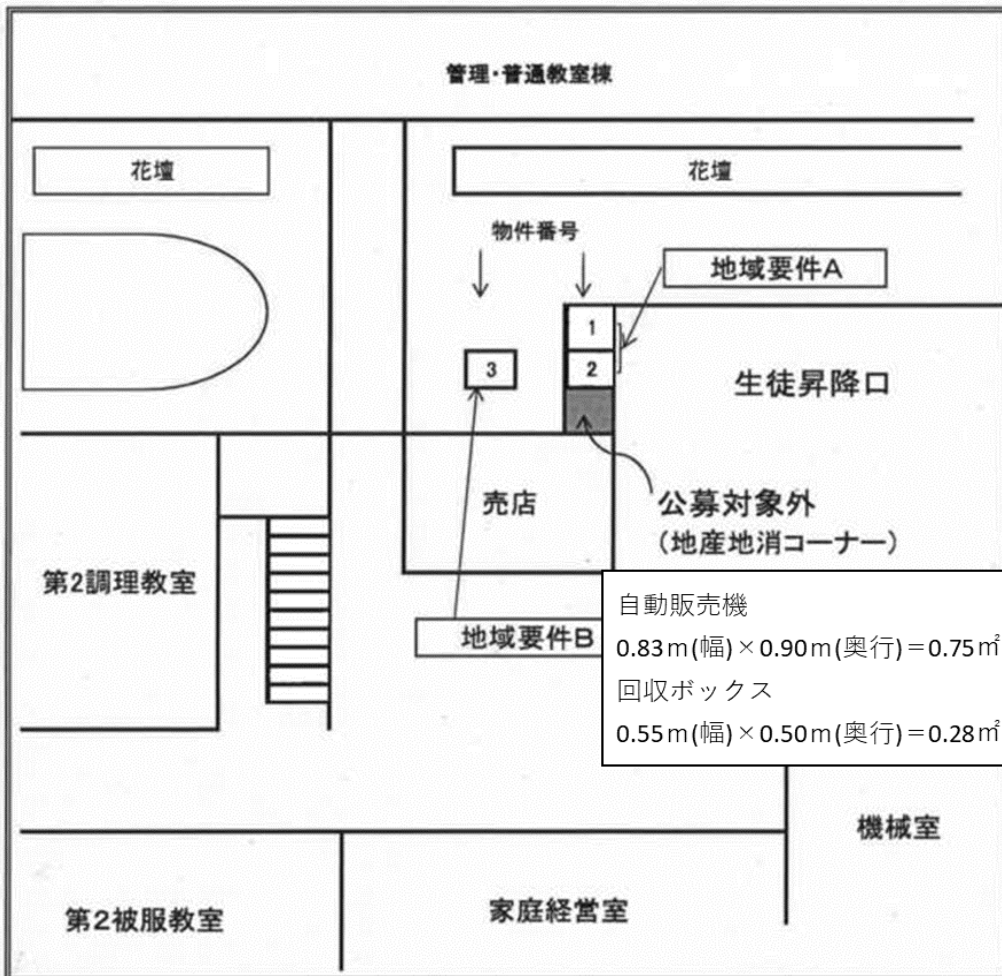 管理・普通教室棟
花壇
花壇
物件番号
地域要件A
1
2
3
生徒昇降口
売店
公募対象外
(地産地消コーナー)
第2調理教室
地域要件B
自動販売機
0.83ｍ(幅)×0.90ｍ(奥行)＝0.75㎡
回収ボックス
0.55ｍ(幅)×0.50ｍ(奥行)＝0.28㎡
機械室
第2被服教室
家庭経営室